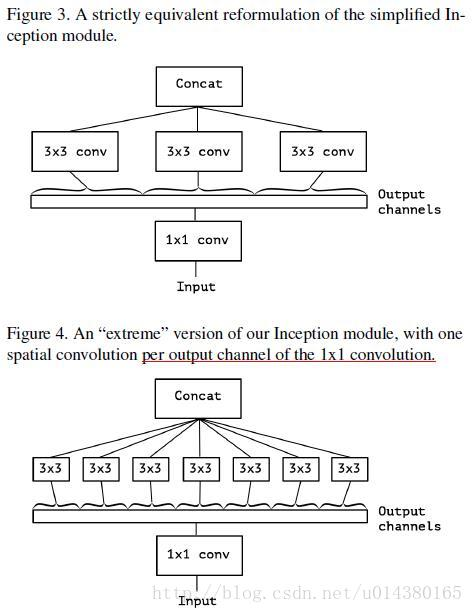 Figure 3. A strictly equivalent reformulation of the simplified In-
ception module.
Concat
3x3 conv 3x3 conv 3x3 conv
Output
channels
1x1 conv
Input
Figure 4. An “extreme” version of our Inception module, with one
spatial convolution per output channel of the 1x1 convolution.
Concat
3x3 3x3 3x3 3x3 3x3 3x3 3x3
Output
channels
1x1 conv
http://blog.csdn.net/u014380165
Input